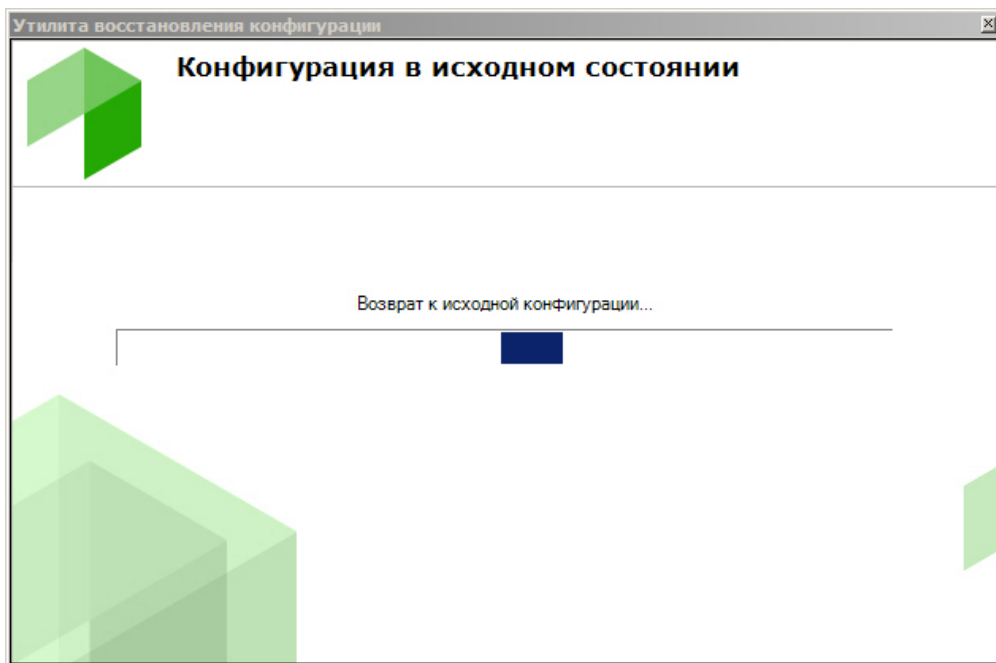 Утилита восстановления конфигурации
Конфигурация в исходном состоянии
Возврат к исходной конфигурации...